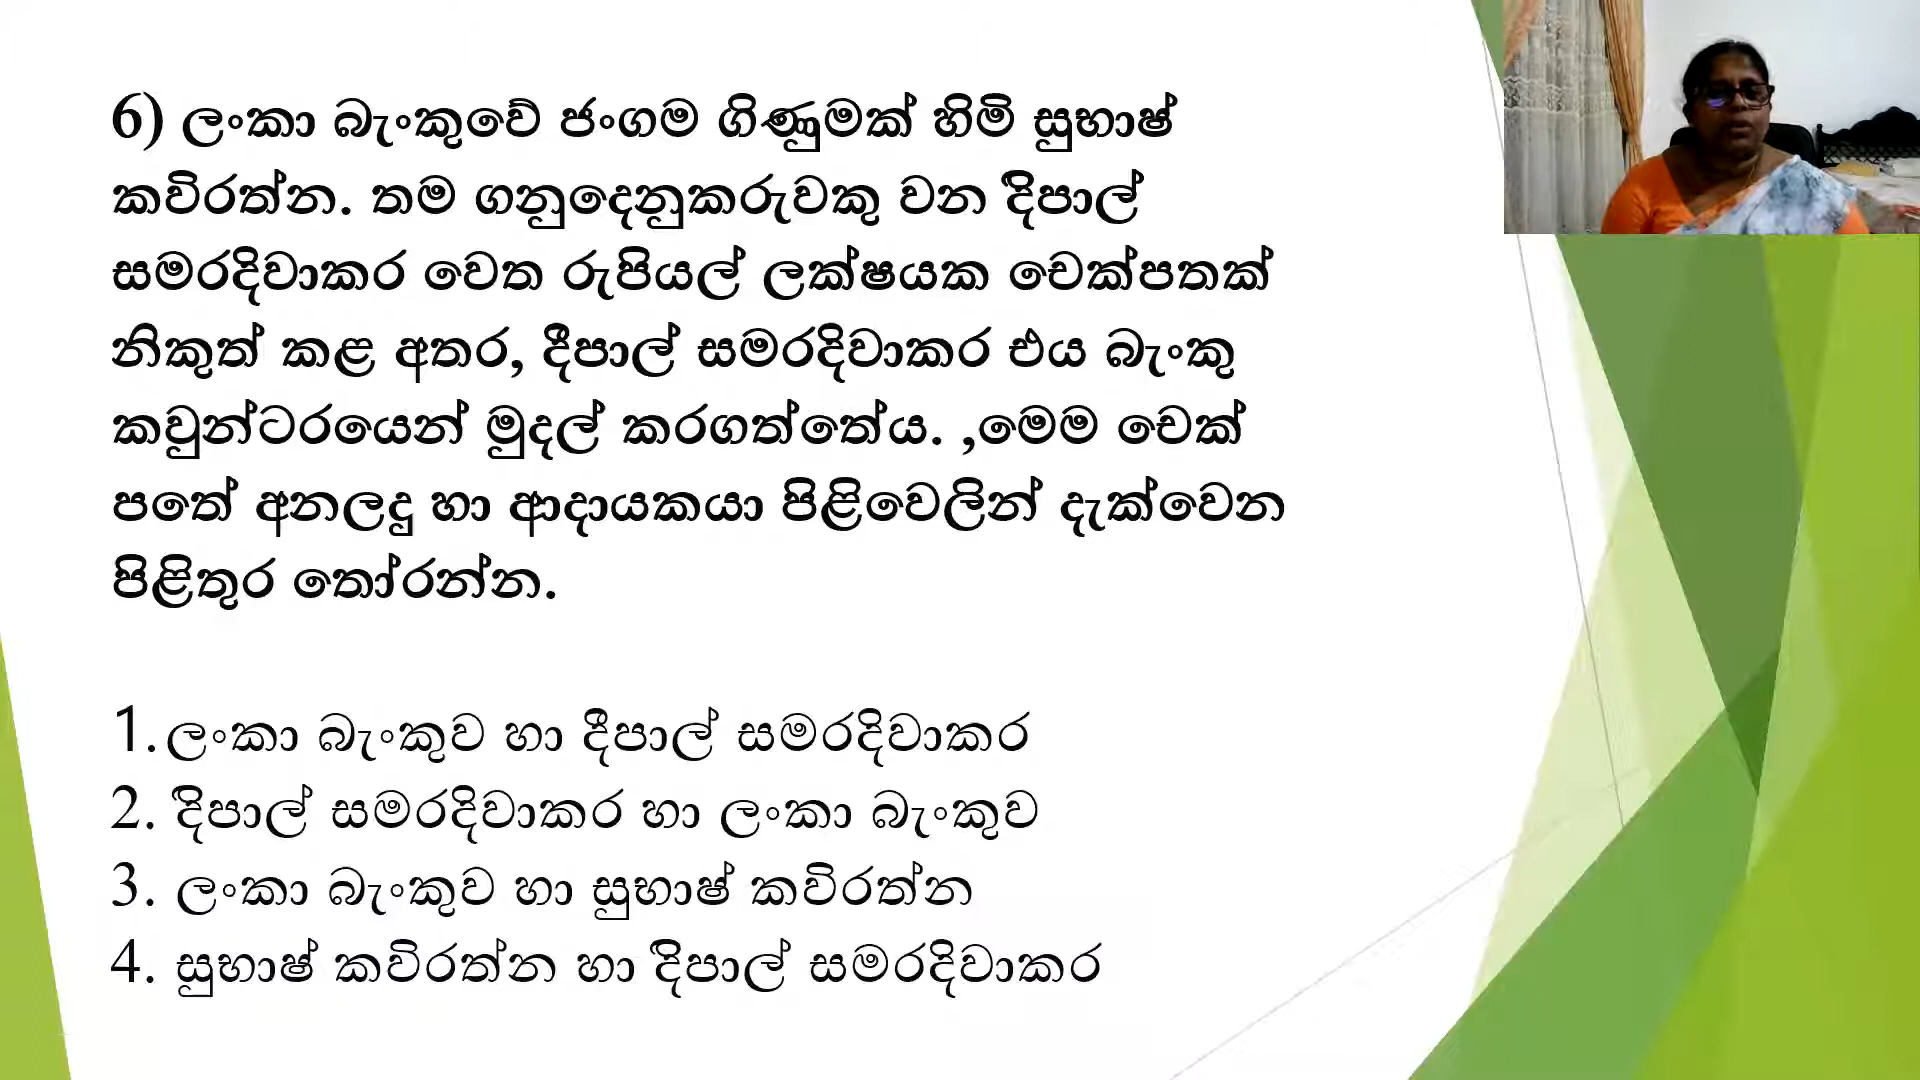 6) ලංකා බැංකුවේ ජංගම ගිණුමක් හිමි සුභාෂ්
කවිරත්න. තම ගනුදෙනුකරුවකු වන දිපාල්
සමරදිවාකර වෙත රුපියල් ලක්ෂයක චෙක්පතක්
නිකුත් කළ අතර, දීපාල් සමරදිවාකර එය බැංකු
කවුන්ටරයෙන් මුදල් කරගත්තේය. ,මෙම චෙක්
පතේ අනලදු හා ආදායකයා පිළිවෙලින් දැක්වෙන
පිළිතුර තෝරන්න.
1. ලංකා බැංකුව හා දීපාල් සමරදිවාකර
2. දිපාල් සමරදිවාකර හා ලංකා බැංකුව
3. ලංකා බැංකුව හා සුභාෂ් කවිරත්න
4. සුභාෂ් කවිරත්න හා දිපාල් සමරදිවාකර